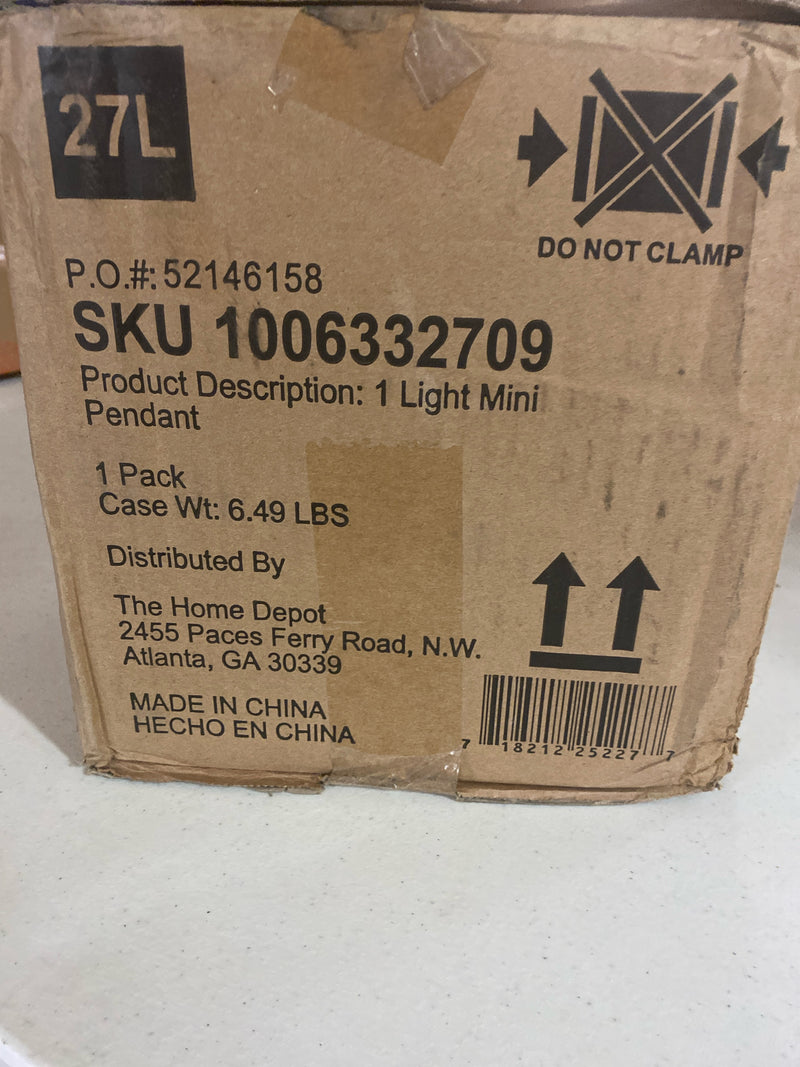 27L
DO NOT CLAMP
P.O.#: 52146158
SKU 1006332709
Product Description: 1 Light Mini
Pendant
1 Pack
Case Wt: 6.49 LBS
Distributed By
The Home Depot
2455 Paces Ferry Road, N.W.
Atlanta, GA 30339
MADE IN CHINA
HECHO EN CHINA
7 18212 25227 7